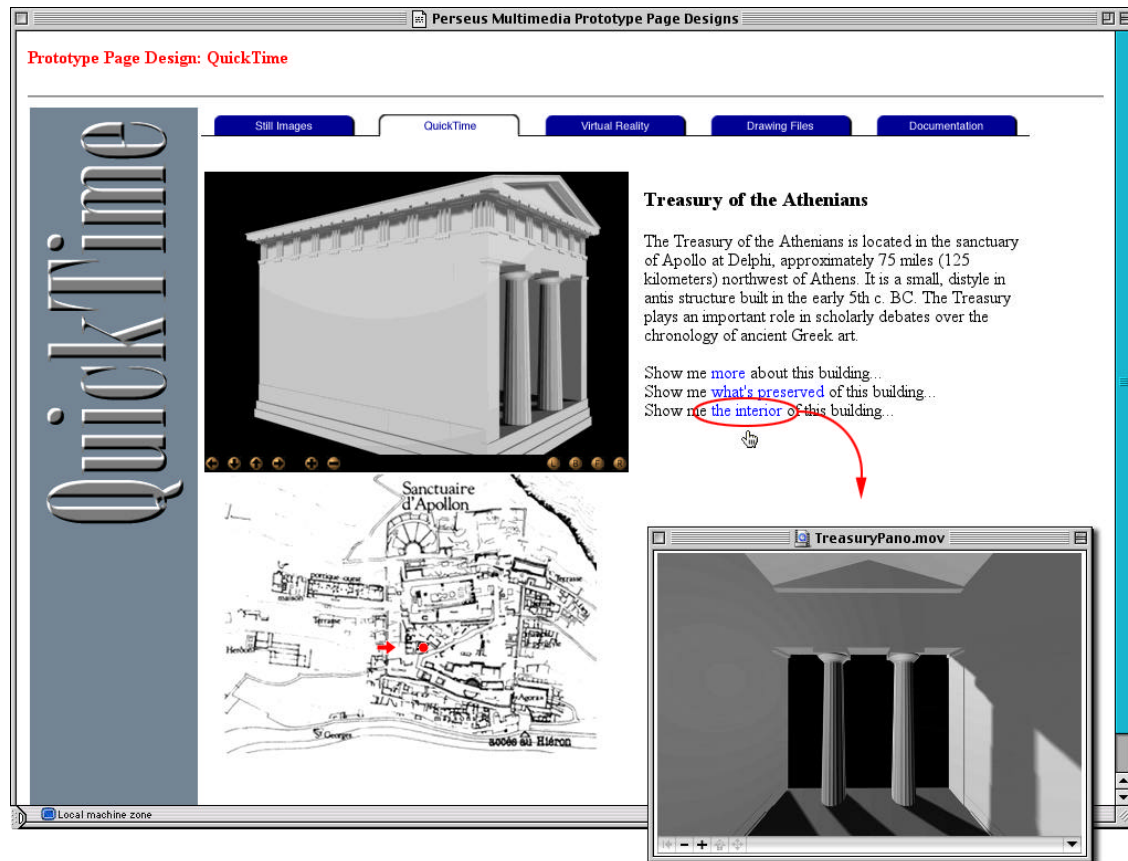 Perseus Multimedia Prototype Page Designs
Prototype Page Design: QuickTime
QuickTime
Still Images
QuickTime
Virtual Reality
Drawing Files
Documentation
Treasury of the Athenians
The Treasury of the Athenians is located in the sanctuary
of Apollo at Delphi, approximately 75 miles (125
kilometers) northwest of Athens. It is a small, distyle in
antis structure built in the early 5th c. BC. The Treasury
plays an important role in scholarly debates over the
chronology of ancient Greek art.
Show me more about this building...
Show me what's preserved of this building...
Show me the interior of this building...
L B F R
Sanctuaire
d'Apollon
portique ouest
maison
Terrasse
Terrasse
Agora
Georges
accès au Hiéron
TreasuryPano.mov
Local machine zone